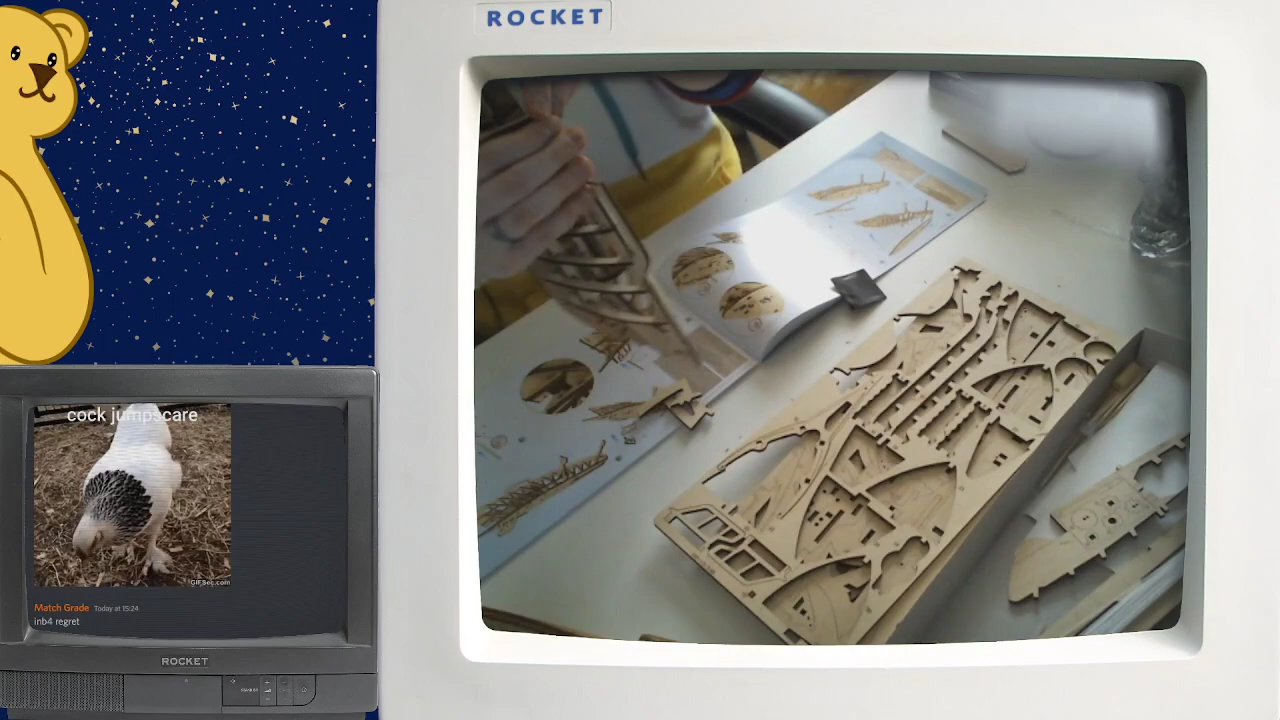 ROCKET
cock jumpscare
GIFSec.com
Match Grade Today at 15:24
inb4 regret
ROCKET